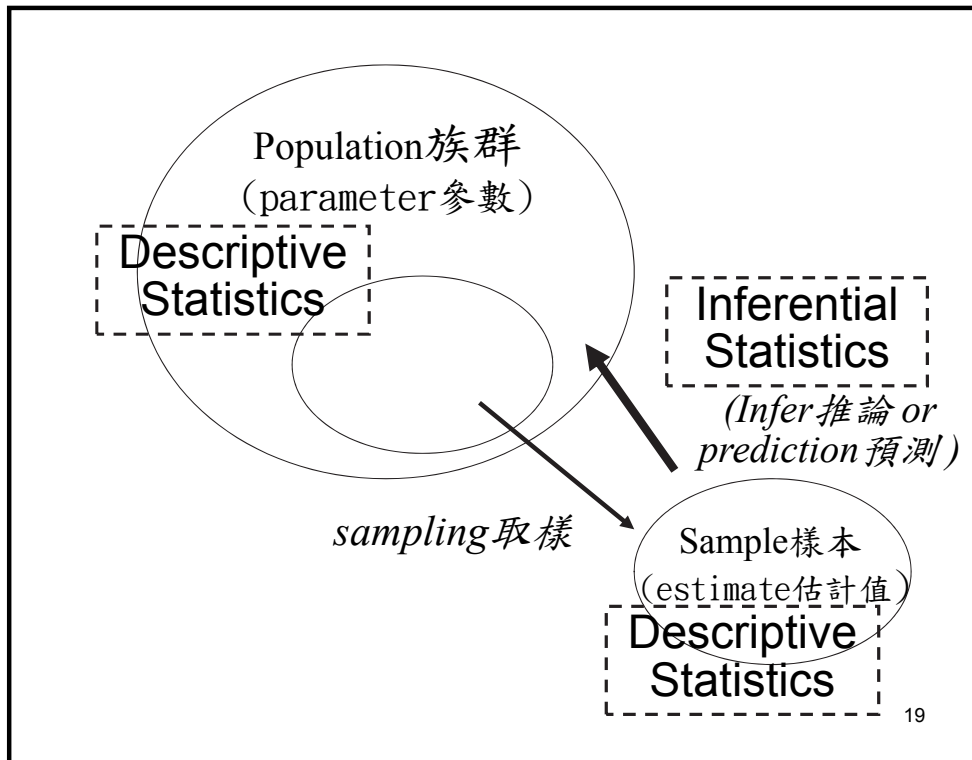 Population族群
(parameter參數)
Descriptive
Statistics
Inferential
Statistics
(Infer推論 or
prediction預測)
sampling取樣
Sample樣本
(estimate估計值)
Descriptive
Statistics
19